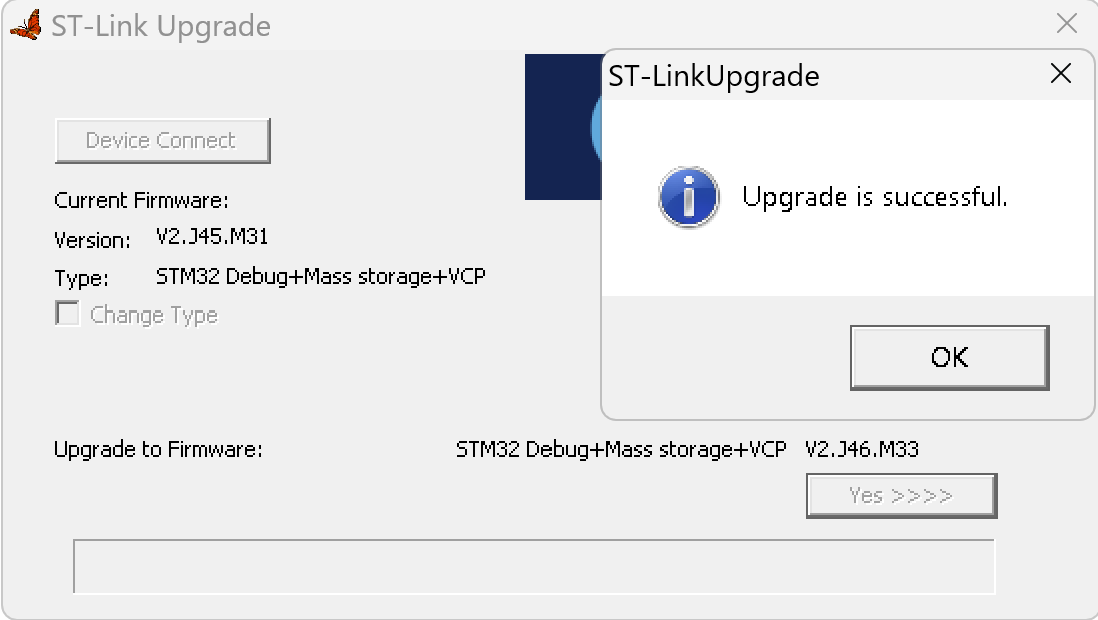 ST-Link Upgrade
ST-LinkUpgrade
Device Connect
Upgrade is successful.
Current Firmware:
Version: V2.J45.M31
Type: STM32 Debug+Mass storage+VCP
Change Type
OK
Upgrade to Firmware: STM32 Debug+Mass storage+VCP V2.J46.M33
Yes >>>>